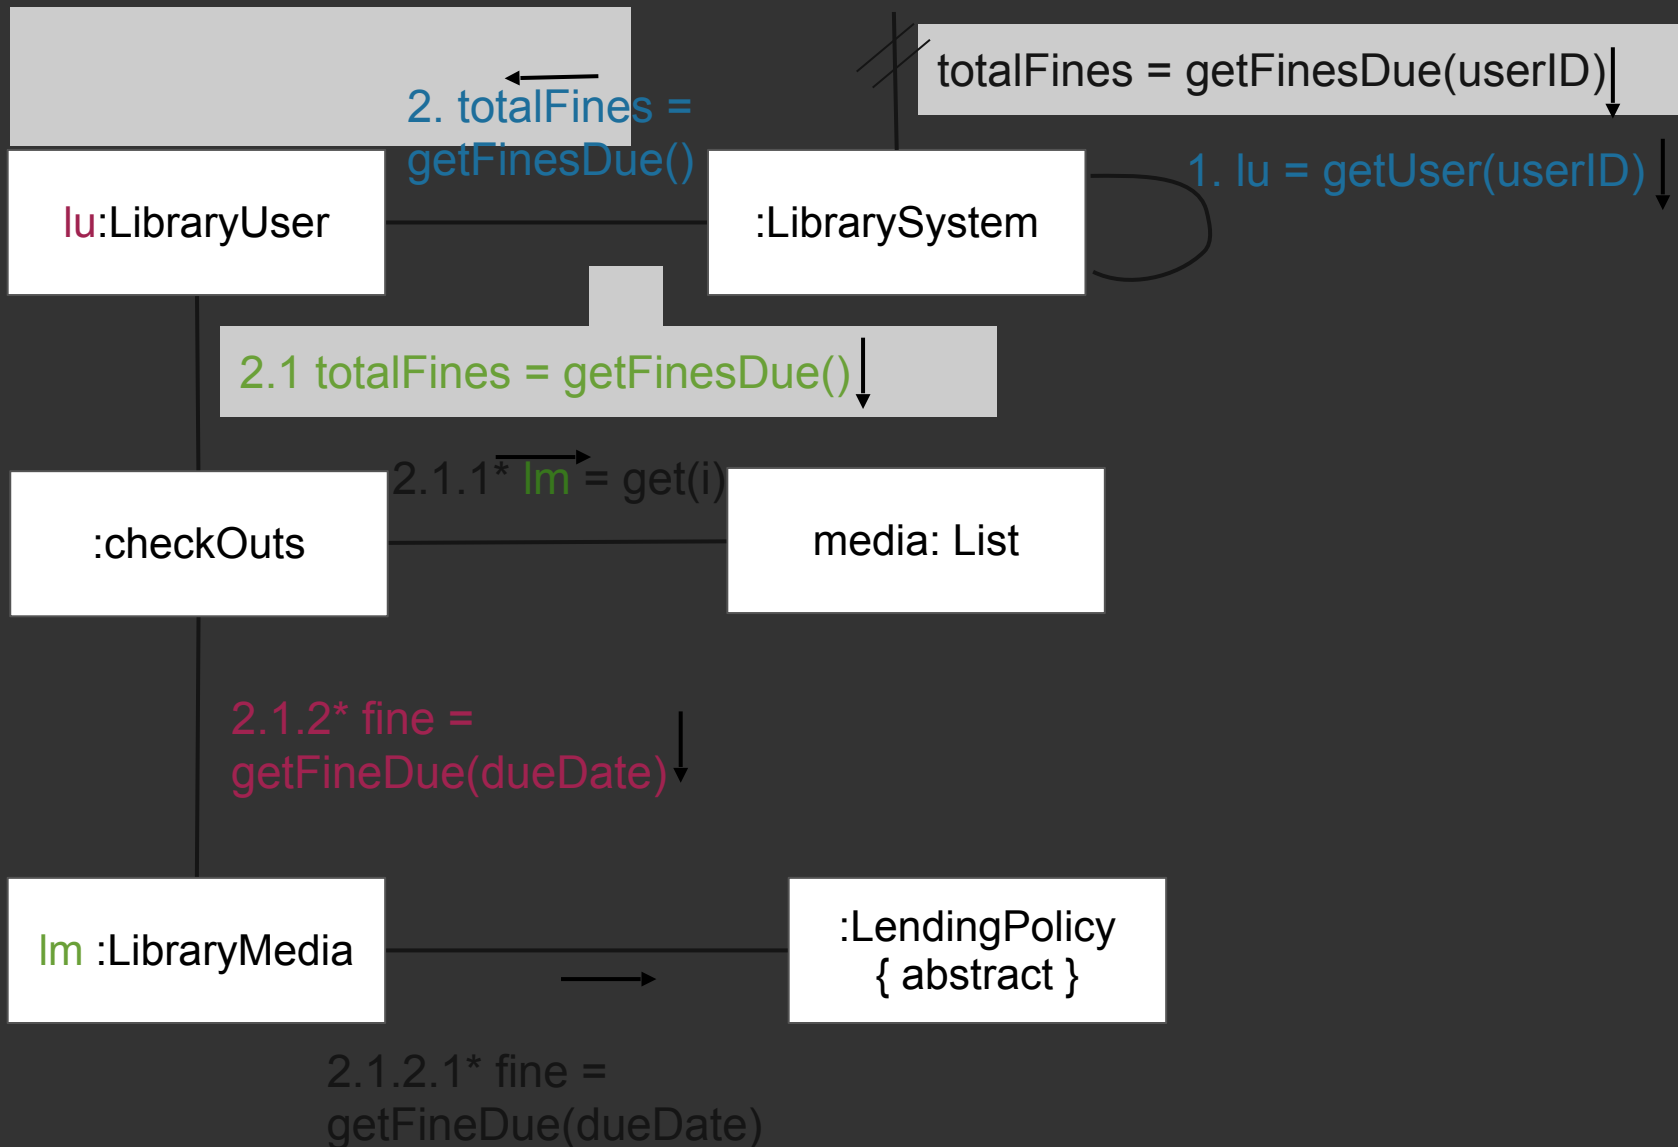 totalFines = getFinesDue(userID)
2. totalFines =
getFinesDue()
1. lu = getUser(userID)
lu:LibraryUser
:LibrarySystem
2.1 totalFines = getFinesDue()
2.1.1* lm = get(i)
:checkOuts
media: List
2.1.2* fine =
getFineDue(dueDate)
lm :LibraryMedia
:LendingPolicy
{ abstract }
2.1.2.1* fine =
getFineDue(dueDate)